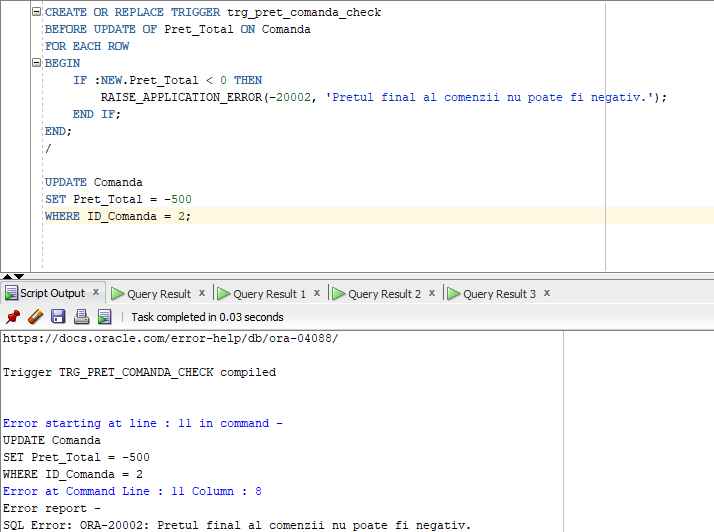 CREATE OR REPLACE TRIGGER trg_pret_comanda_check
BEFORE UPDATE OF Pret_Total ON Comanda
FOR EACH ROW
BEGIN
    IF :NEW.Pret_Total < 0 THEN
        RAISE_APPLICATION_ERROR(-20002, 'Pretul final al comenzii nu poate fi negativ.');
    END IF;
END;
/
UPDATE Comanda
SET Pret_Total = -500
WHERE ID_Comanda = 2;
Script Output x Query Result x Query Result 1 x Query Result 2 x Query Result 3 x
Task completed in 0.03 seconds
https://docs.oracle.com/error-help/db/ora-04088/
Trigger TRG_PRET_COMANDA_CHECK compiled
Error starting at line : 11 in command -
UPDATE Comanda
SET Pret_Total = -500
WHERE ID_Comanda = 2
Error at Command Line : 11 Column : 8
Error report -
SQL Error: ORA-20002: Pretul final al comenzii nu poate fi negativ.